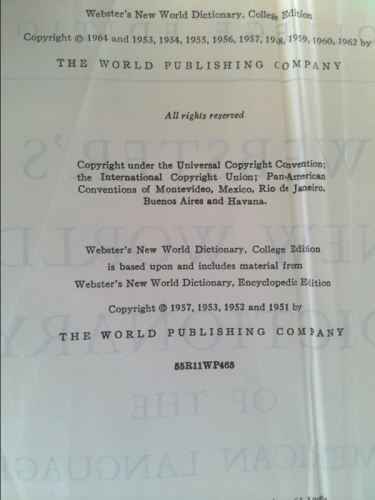 Webster's New World Dictionary, College Edition
Copyright © 1964 and 1953, 1954, 1955, 1956, 1957, 1958, 1959, 1960, 1962 by
THE WORLD PUBLISHING COMPANY
All rights reserved
Copyright under the Universal Copyright Convention;
the International Copyright Union; Pan-American
Conventions of Montevideo, Mexico, Rio de Janeiro,
Buenos Aires and Havana.
Webster's New World Dictionary, College Edition
is based upon and includes material from
Webster's New World Dictionary, Encyclopedic Edition
Copyright © 1957, 1953, 1952 and 1951 by
THE WORLD PUBLISHING COMPANY
55R11WP465